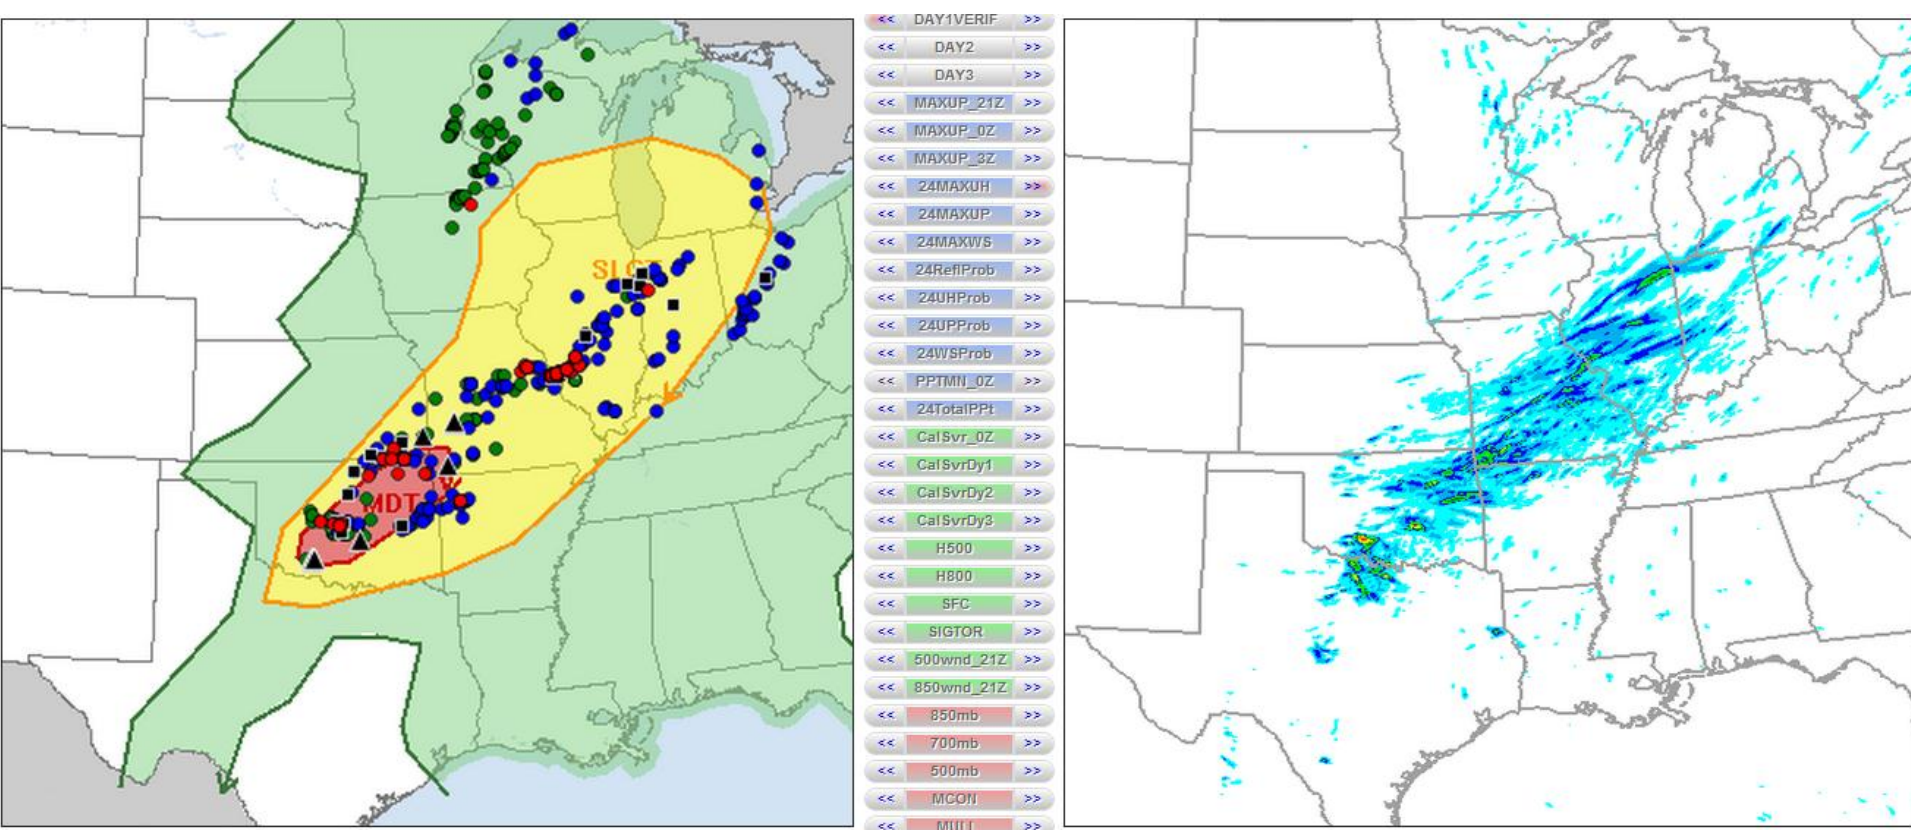 << DAY1VERIF >>
<< DAY2 >>
<< DAY3 >>
<< MAXUP_21Z >>
<< MAXUP_0Z >>
<< MAXUP_3Z >>
<< 24MAXUH >>
<< 24MAXUP >>
<< 24MAXWS >>
<< 24ReflProb >>
<< 24UHProb >>
<< 24UPProb >>
<< 24WSProb >>
<< PPTMN_0Z >>
<< 24TotalPPt >>
<< CalSvr_0Z >>
<< CalSvrDy1 >>
<< CalSvrDy2 >>
<< CalSvrDy3 >>
<< H500 >>
<< H800 >>
<< SFC >>
<< SIGTOR >>
<< 500wnd_21Z >>
<< 850wnd_21Z >>
<< 850mb >>
<< 700mb >>
<< 500mb >>
<< MCON >>
<< MULI >>
SLGT
MDT